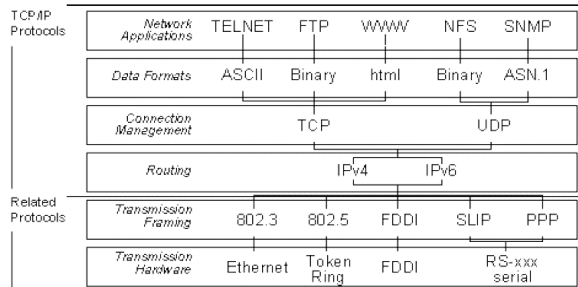 TCP/IP
Protocols
Network
Applications
TELNET FTP WWW NFS SNMP
Data Formats
ASCII Binary html Binary ASN.1
Connection
Management
TCP UDP
Routing
IPv4 IPv6
Related
Protocols
Transmission
Framing
802.3 802.5 FDDI SLIP PPP
Transmission
Hardware
Ethernet Token
Ring FDDI RS-xxx
serial